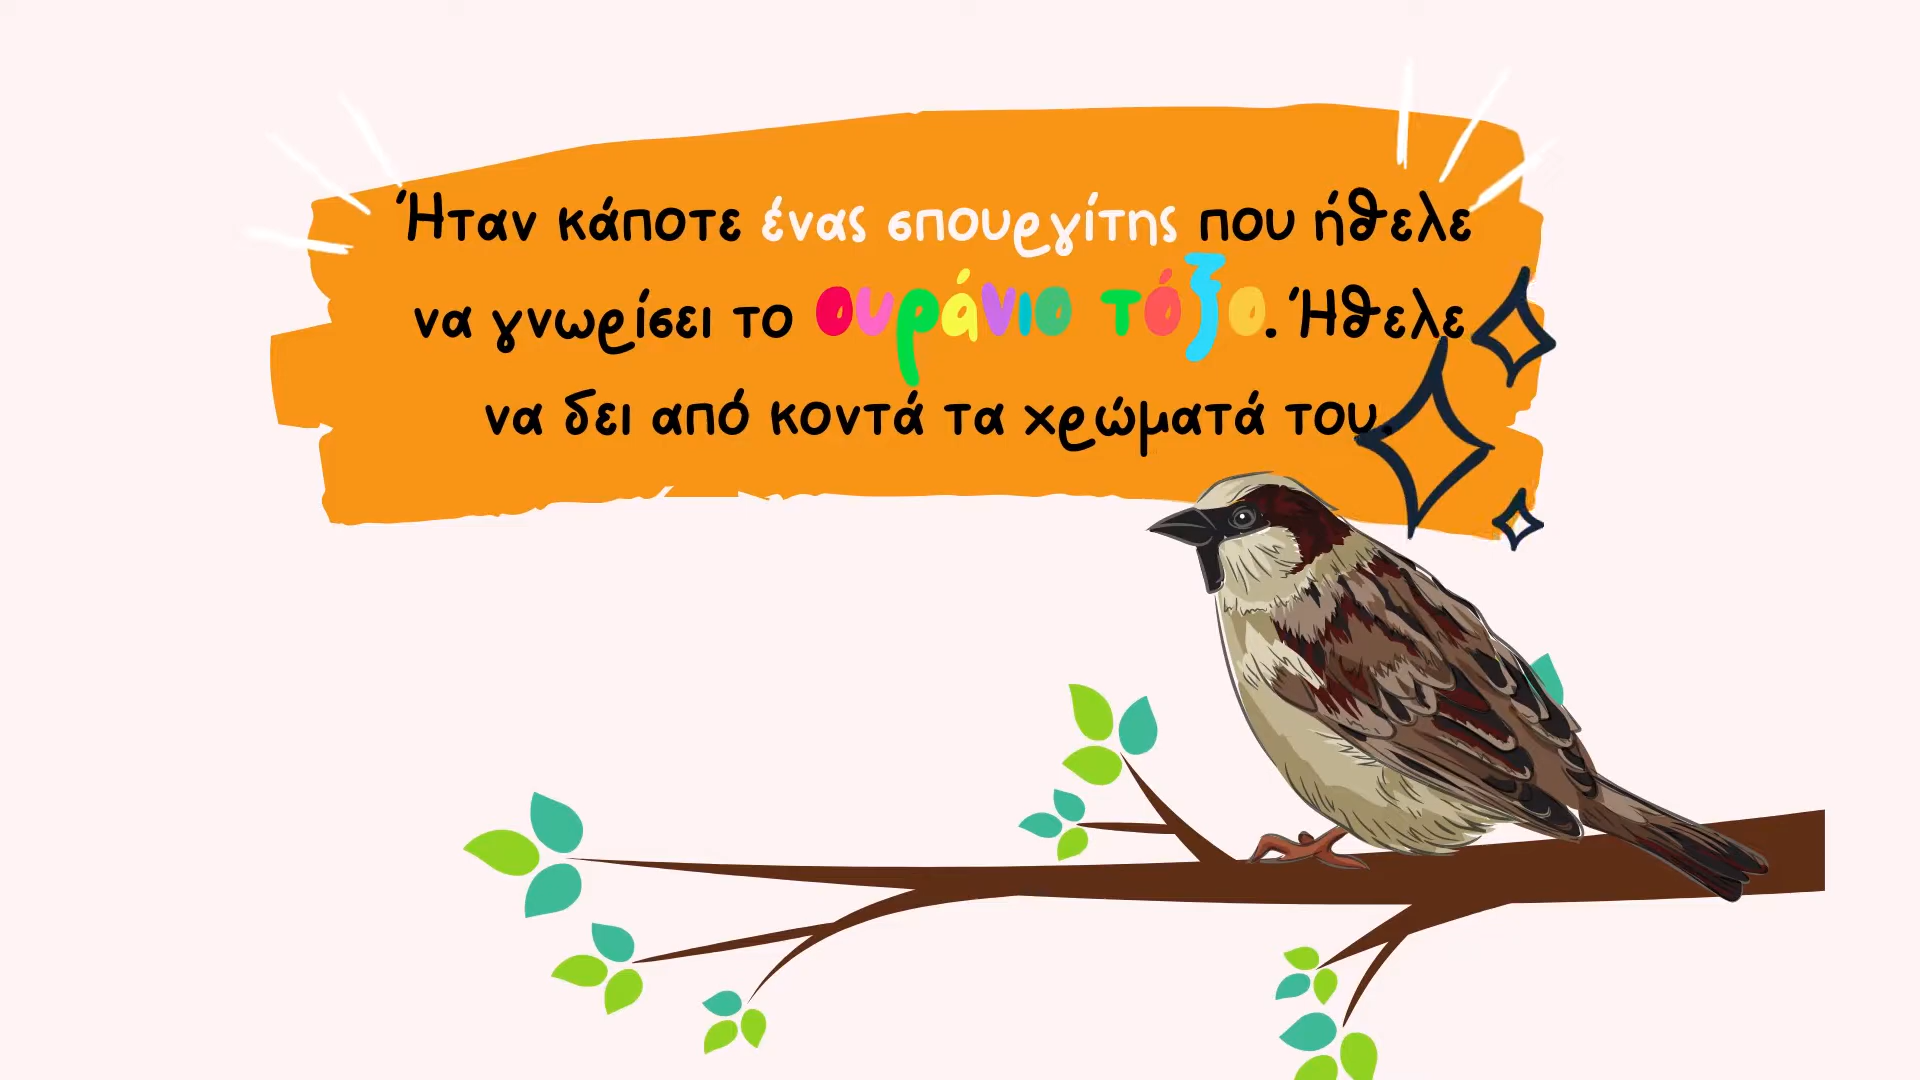 Ήταν κάποτε ένας σπουργίτης που ήθελε
να γνωρίσει το ουράνιο τόξο. Ήθελε
να δει από κοντά τα χρώματά του.